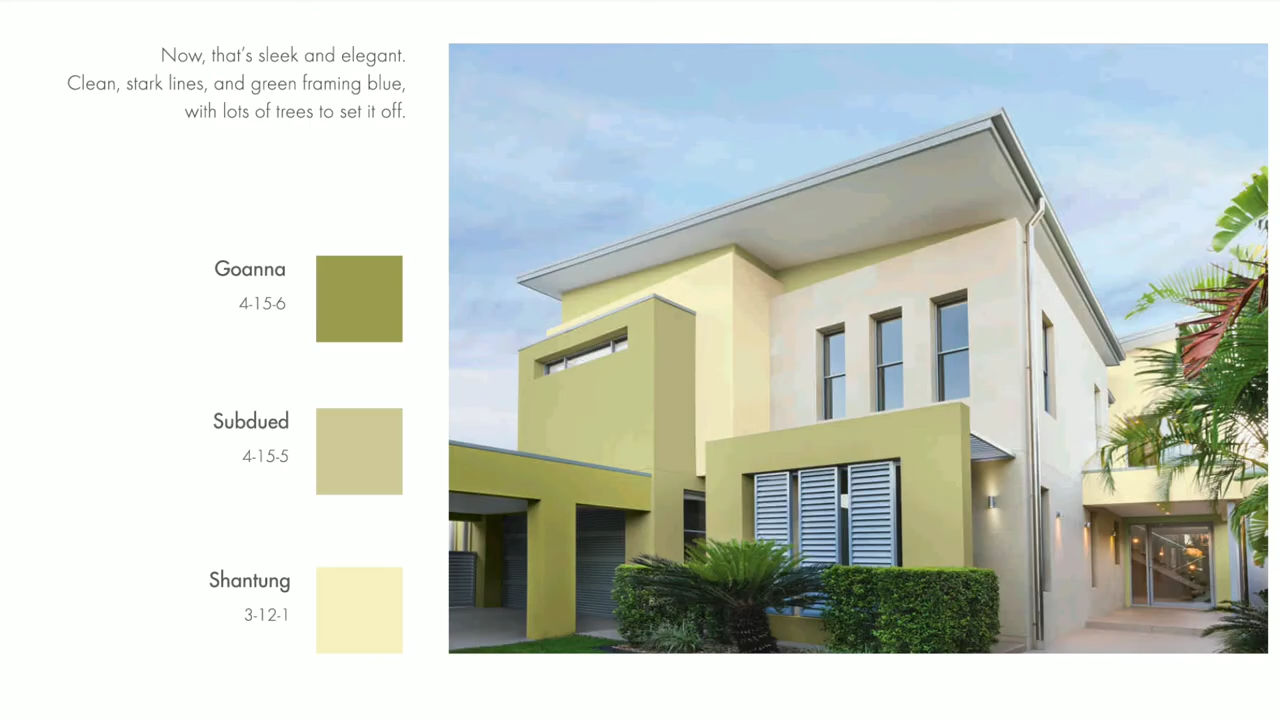 Now, that's sleek and elegant.
Clean, stark lines, and green framing blue,
with lots of trees to set it off.
Goanna
4-15-6
Subdued
4-15-5
Shantung
3-12-1